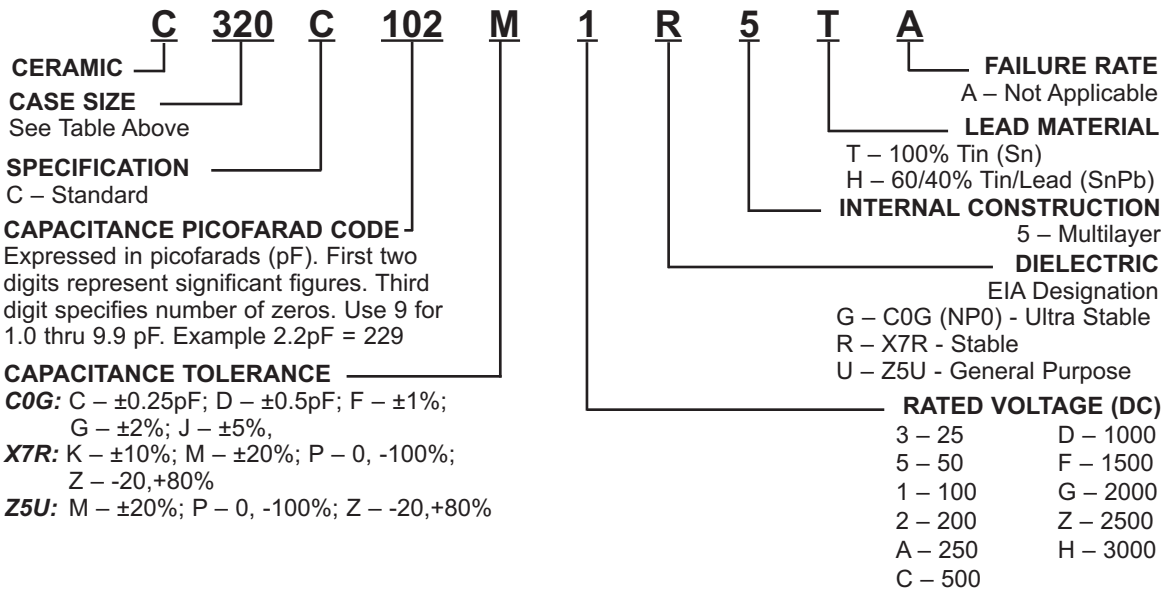 C 320 C 102 M 1 R 5 T A
CERAMIC
CASE SIZE
See Table Above
SPECIFICATION
C – Standard
CAPACITANCE PICOFARAD CODE
Expressed in picofarads (pF). First two
digits represent significant figures. Third
digit specifies number of zeros. Use 9 for
1.0 thru 9.9 pF. Example 2.2pF = 229
CAPACITANCE TOLERANCE
C0G: C – ±0.25pF; D – ±0.5pF; F – ±1%;
G – ±2%; J – ±5%,
X7R: K – ±10%; M – ±20%; P – 0, -100%;
Z – -20,+80%
Z5U: M – ±20%; P – 0, -100%; Z – -20,+80%
FAILURE RATE
A – Not Applicable
LEAD MATERIAL
T – 100% Tin (Sn)
H – 60/40% Tin/Lead (SnPb)
INTERNAL CONSTRUCTION
5 – Multilayer
DIELECTRIC
EIA Designation
G – C0G (NP0) - Ultra Stable
R – X7R - Stable
U – Z5U - General Purpose
RATED VOLTAGE (DC)
3 – 25 D – 1000
5 – 50 F – 1500
1 – 100 G – 2000
2 – 200 Z – 2500
A – 250 H – 3000
C – 500